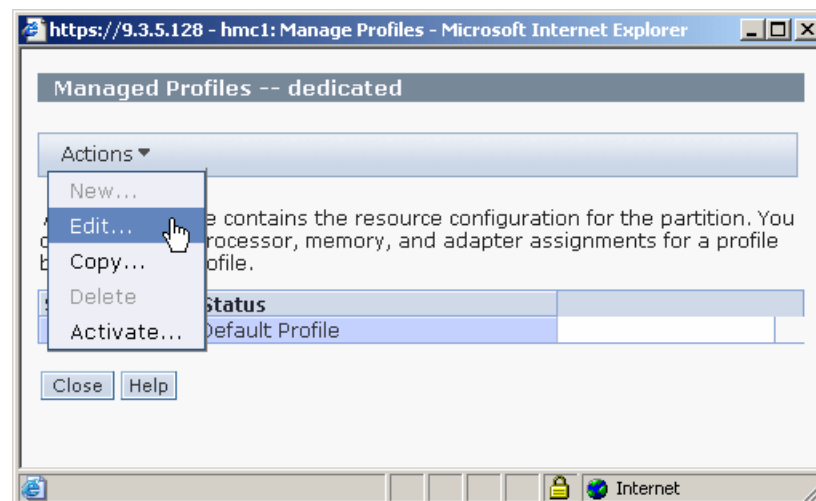 https://9.3.5.128 - hmc1: Manage Profiles - Microsoft Internet Explorer
Managed Profiles -- dedicated
Actions
New...
Edit...
Copy...
Delete
Activate...
contains the resource configuration for the partition. You
memory, and adapter assignments for a profile
Status
Default Profile
Close Help
Internet